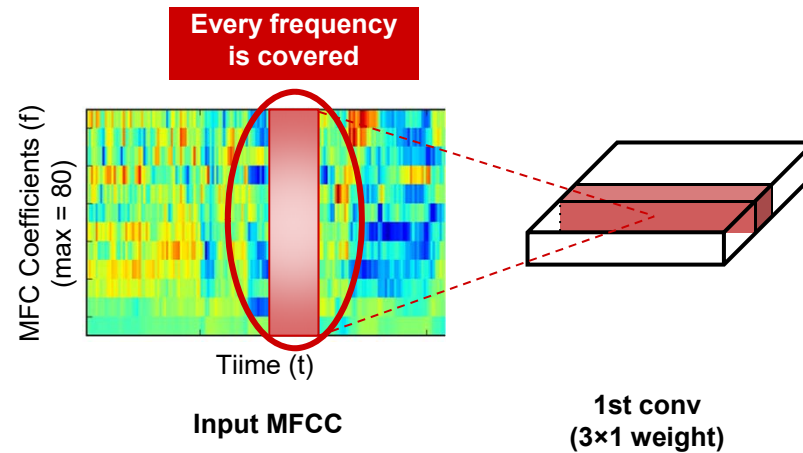 Every frequency
is covered
MFC Coefficients (f)
(max = 80)
Tiime (t)
Input MFCC
1st conv
(3×1 weight)